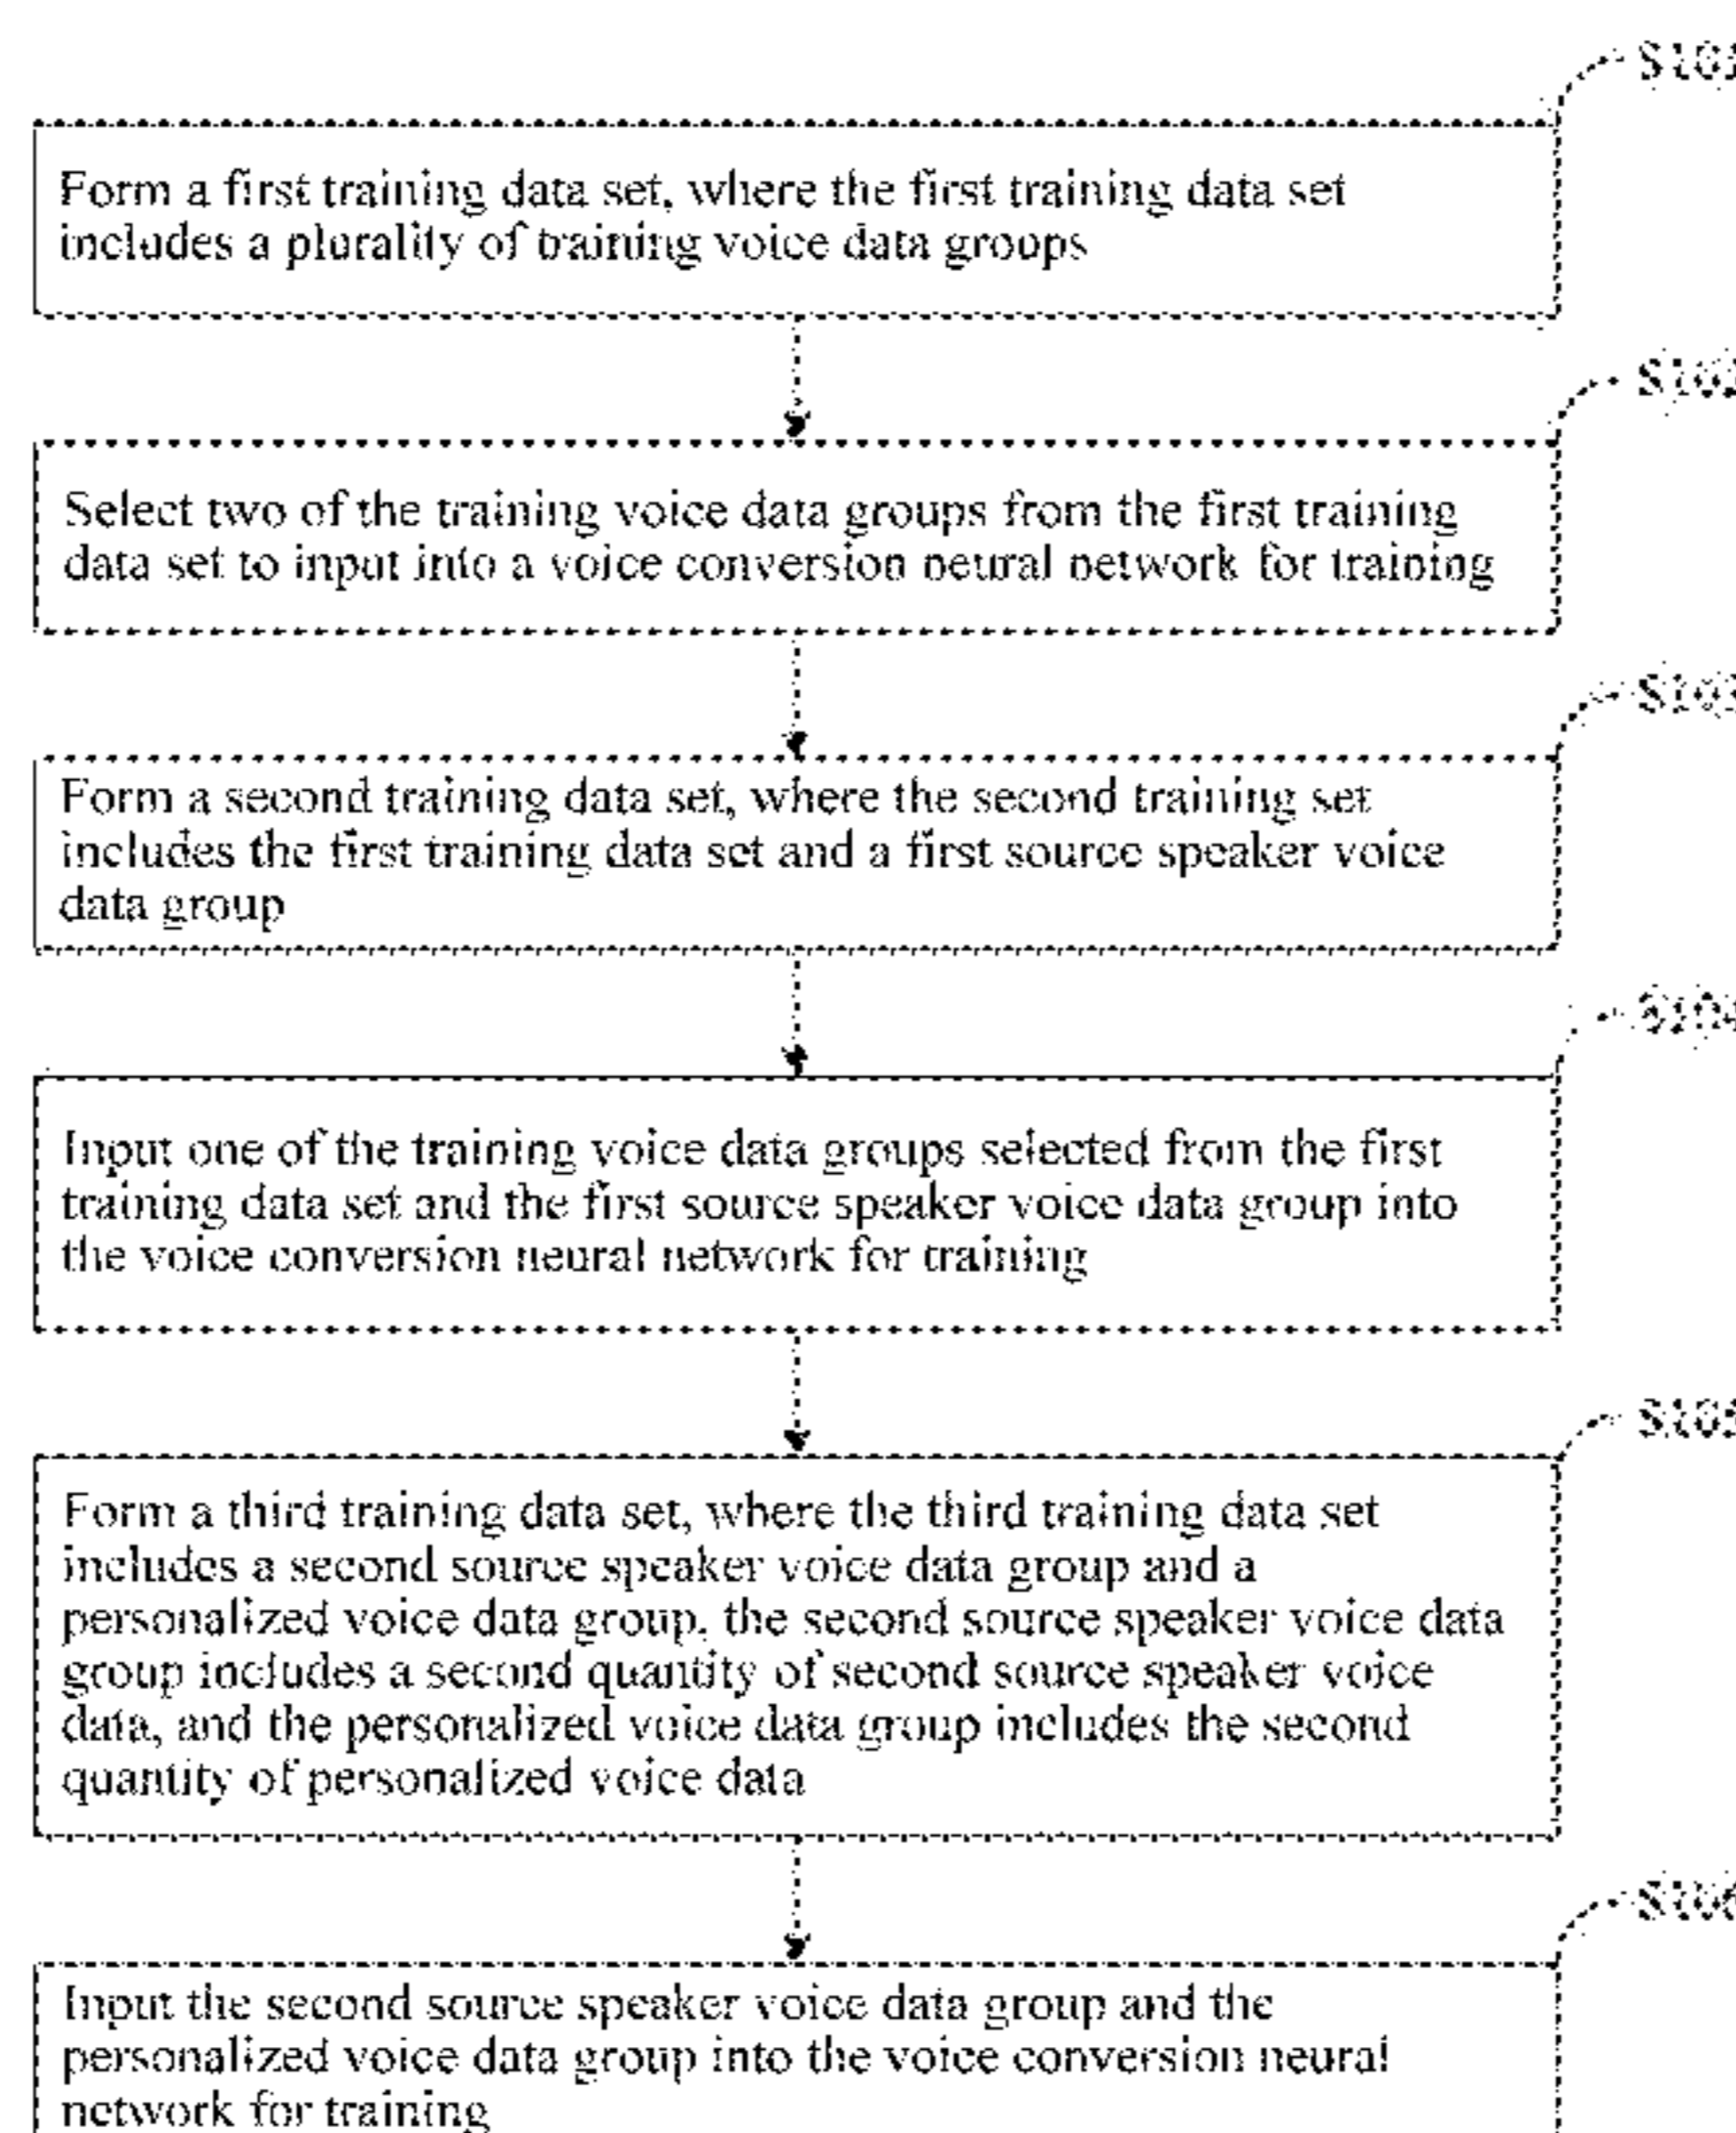 Form a first training data set, where the first training data set
includes a plurality of training voice data groups
Select two of the training voice data groups from the first training
data set to input into a voice conversion neural network for training
Form a second training data set, where the second training set
includes the first training data set and a first source speaker voice
data group
Input one of the training voice data groups selected from the first
training data set and the first source speaker voice data group into
the voice conversion neural network for training
Form a third training data set, where the third training data set
includes a second source speaker voice data group and a
personalized voice data group, the second source speaker voice data
group includes a second quantity of second source speaker voice
data, and the personalized voice data group includes the second
quantity of personalized voice data
Input the second source speaker voice data group and the
personalized voice data group into the voice conversion neural
network for training